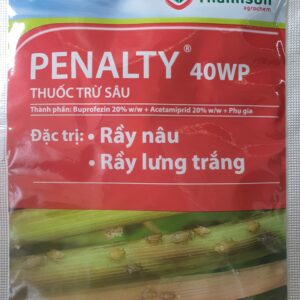 agrochem
PENALTY® 40WP
THUỐC TRỪ SÂU
Thành phần: Buprofezin 20% w/w + Acetamiprid 20% w/w + Phụ gia
Đặc trị: • Rầy nâu
• Rầy lưng trắng